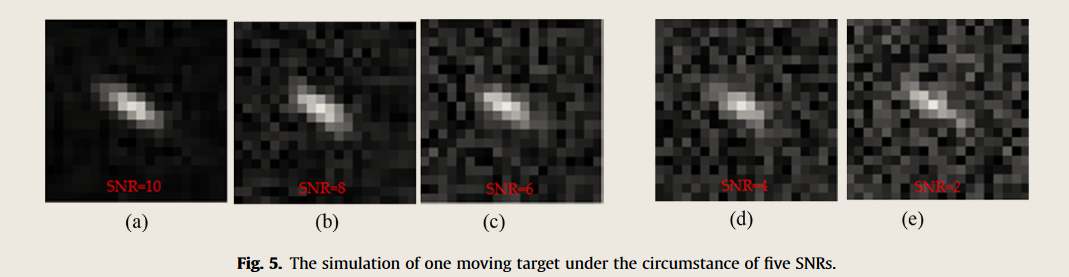 SNR=10 SNR=8 SNR=6 SNR=4 SNR=2
(a) (b) (c) (d) (e)
Fig. 5. The simulation of one moving target under the circumstance of five SNRs.